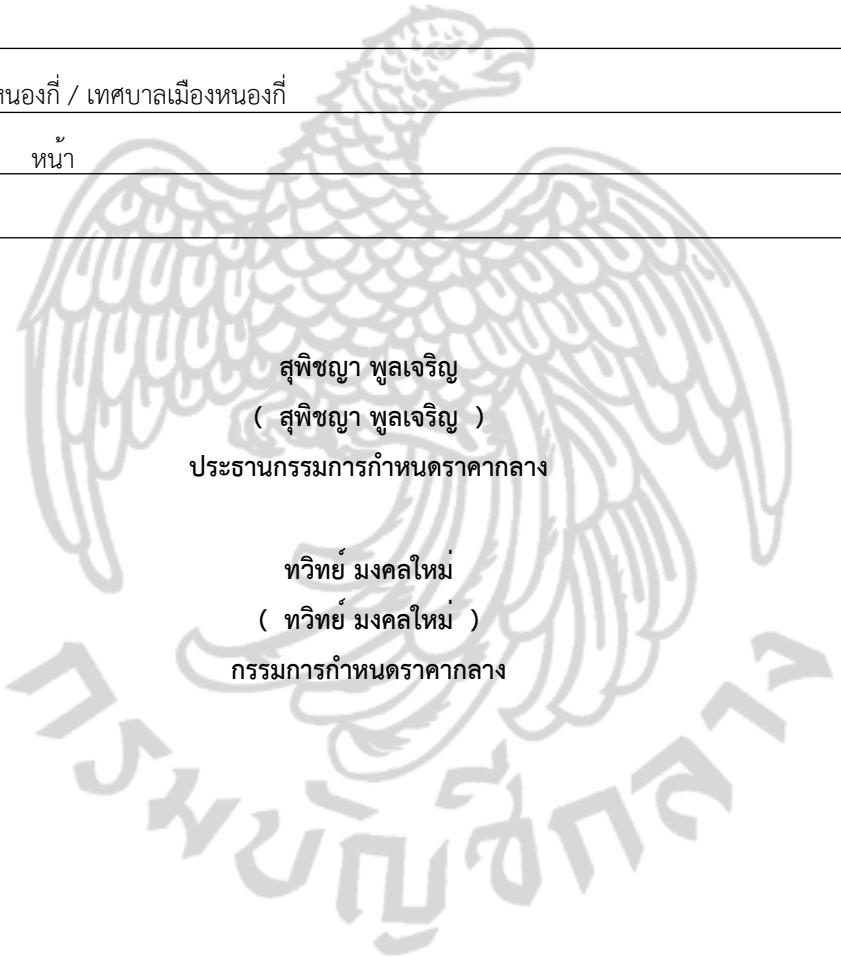 หนองกี่ / เทศบาลเมืองหนองกี่
หน้า
สุพิชญา พูลเจริญ
( สุพิชญา พูลเจริญ )
ประธานกรรมการกำหนดราคากลาง
ทวิทย์ มงคลใหม่
( ทวิทย์ มงคลใหม่ )
กรรมการกำหนดราคากลาง
กรมบัญชีกลาง